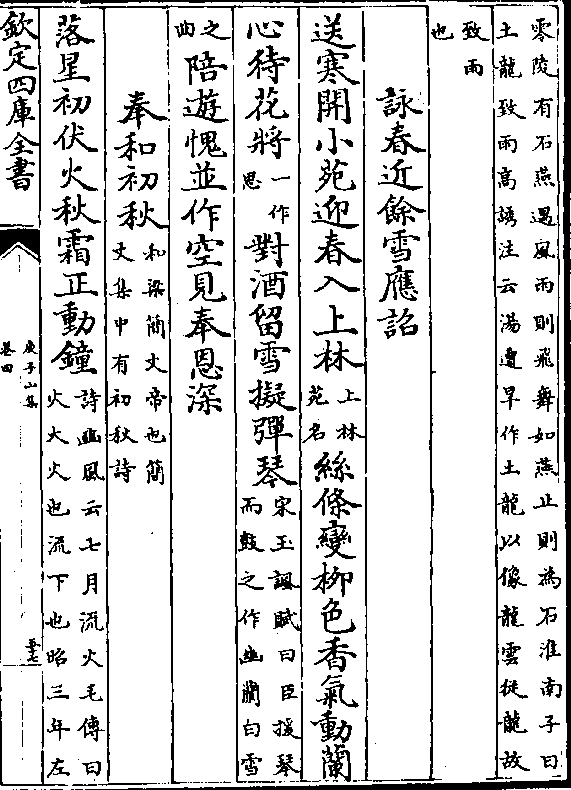 零陵有石燕遇風雨則飛舞如燕止則為石淮南子曰
土龍致雨高誘注云湯遭旱作土龍以像龍雲從龍故
致雨
也
詠春近餘雪應詔
送寒開小苑迎春入上林上林苑名絲條變柳色香氣動蘭
心待花將一作思對酒留雪擬彈琴宋玉諷賦曰臣援琴而鼓之作幽蘭白雪
之曲陪遊愧並作空見奉恩深
奉和初秋和梁簡文帝也簡文集中有初秋詩
落星初伏火秋霜正動鐘詩豳風云七月流火毛傳曰火大火也流下也昭三年左
欽定四庫全書
庾子山集
卷四
五十七